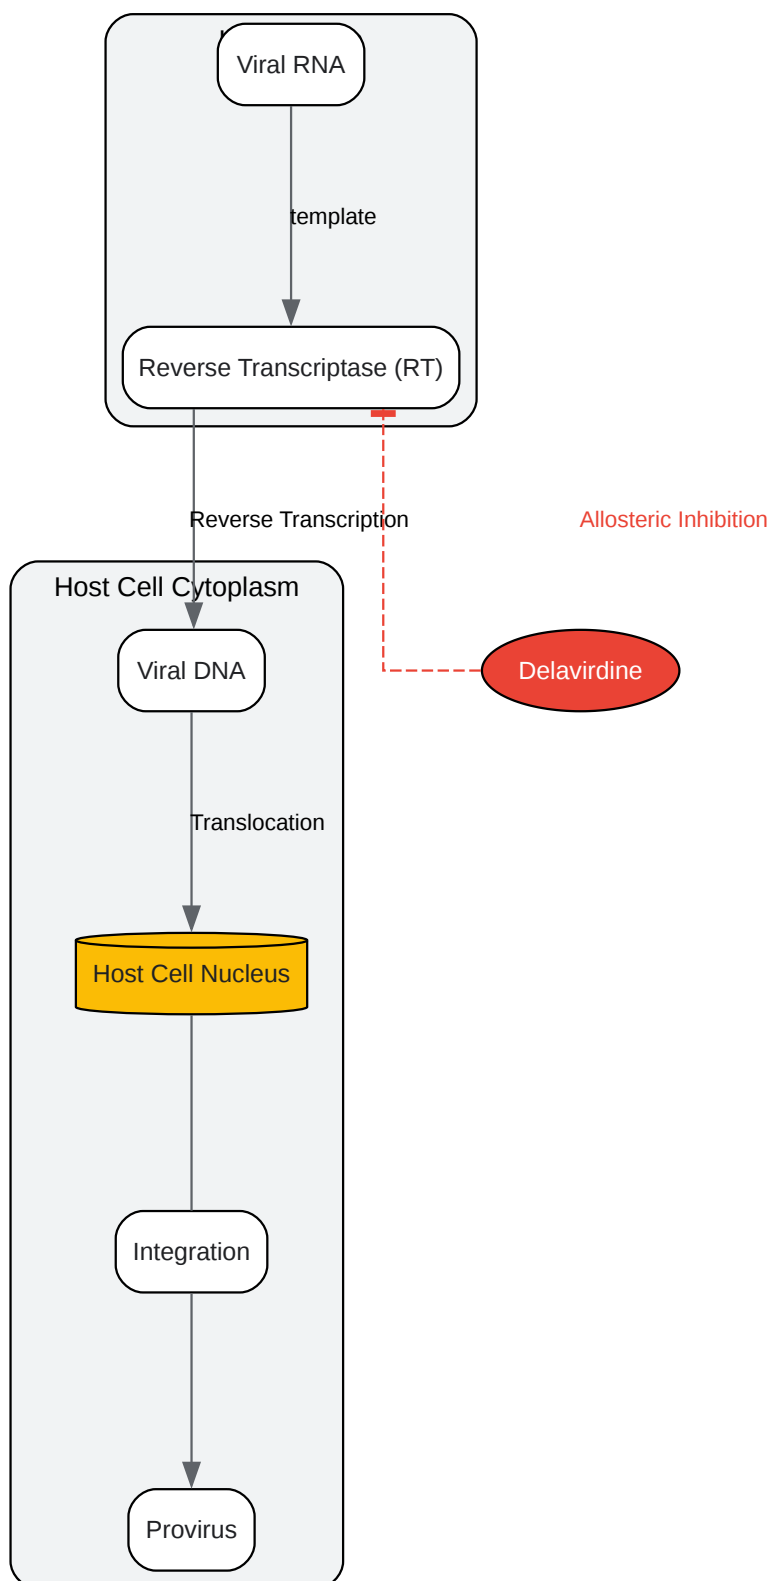 Viral RNA
template
Reverse Transcriptase (RT)
Reverse Transcription
Allosteric Inhibition
Host Cell Cytoplasm
Viral DNA
Delavirdine
Translocation
Host Cell Nucleus
Integration
Provirus